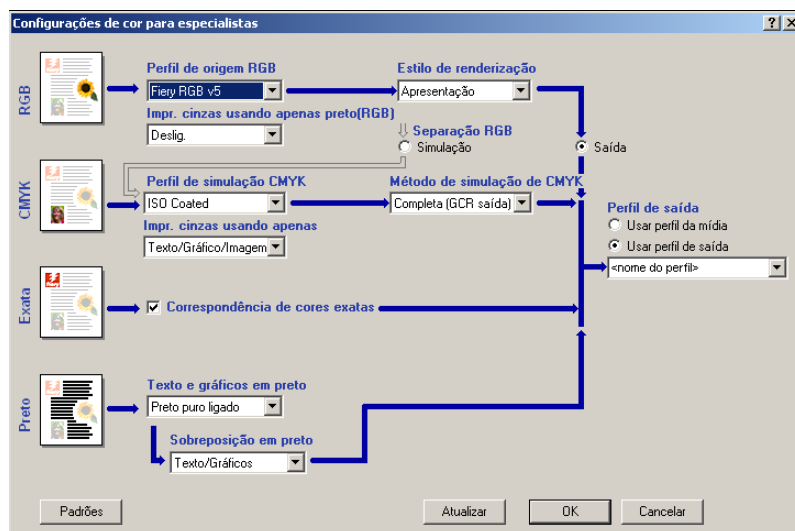 Configurações de cor para especialistas
RGB
Perfil de origem RGB
Fiery RGB v5
Estilo de renderização
Apresentação
Impr. cinzas usando apenas preto(RGB)
Deslig.
Separação RGB
Simulação
Saída
CMYK
Perfil de simulação CMYK
ISO Coated
Método de simulação de CMYK
Completa (GCR saída)
Impr. cinzas usando apenas
Texto/Gráfico/Imagem
Perfil de saída
Usar perfil da mídia
Usar perfil de saída
<nome do perfil>
Exata
Correspondência de cores exatas
Preto
Texto e gráficos em preto
Preto puro ligado
Sobreposição em preto
Texto/Gráficos
Padrões
Atualizar
OK
Cancelar